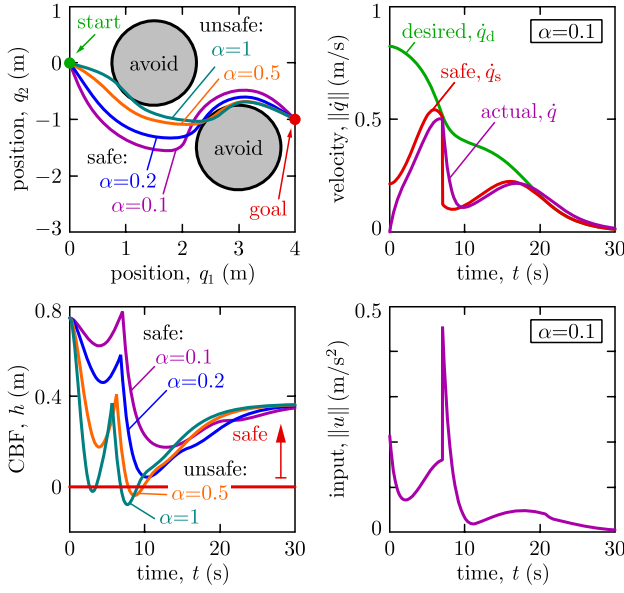 start
unsafe:
α=1
α=0.5
avoid
avoid
safe:
α=0.2
α=0.1
goal
1
0
−1
−2
−3
0 1 2 3 4
position, q₁ (m)
position, q₂ (m)
desired, q̇d
α=0.1
safe, q̇s
actual, q̇
1
0.5
0
0 10 20 30
time, t (s)
velocity, ||q̇|| (m/s)
safe:
α=0.1
α=0.2
safe
unsafe:
α=0.5
α=1
0.8
0.4
0
0 10 20 30
time, t (s)
CBF, h (m)
α=0.1
0.5
0
0 10 20 30
time, t (s)
input, ||u|| (m/s²)